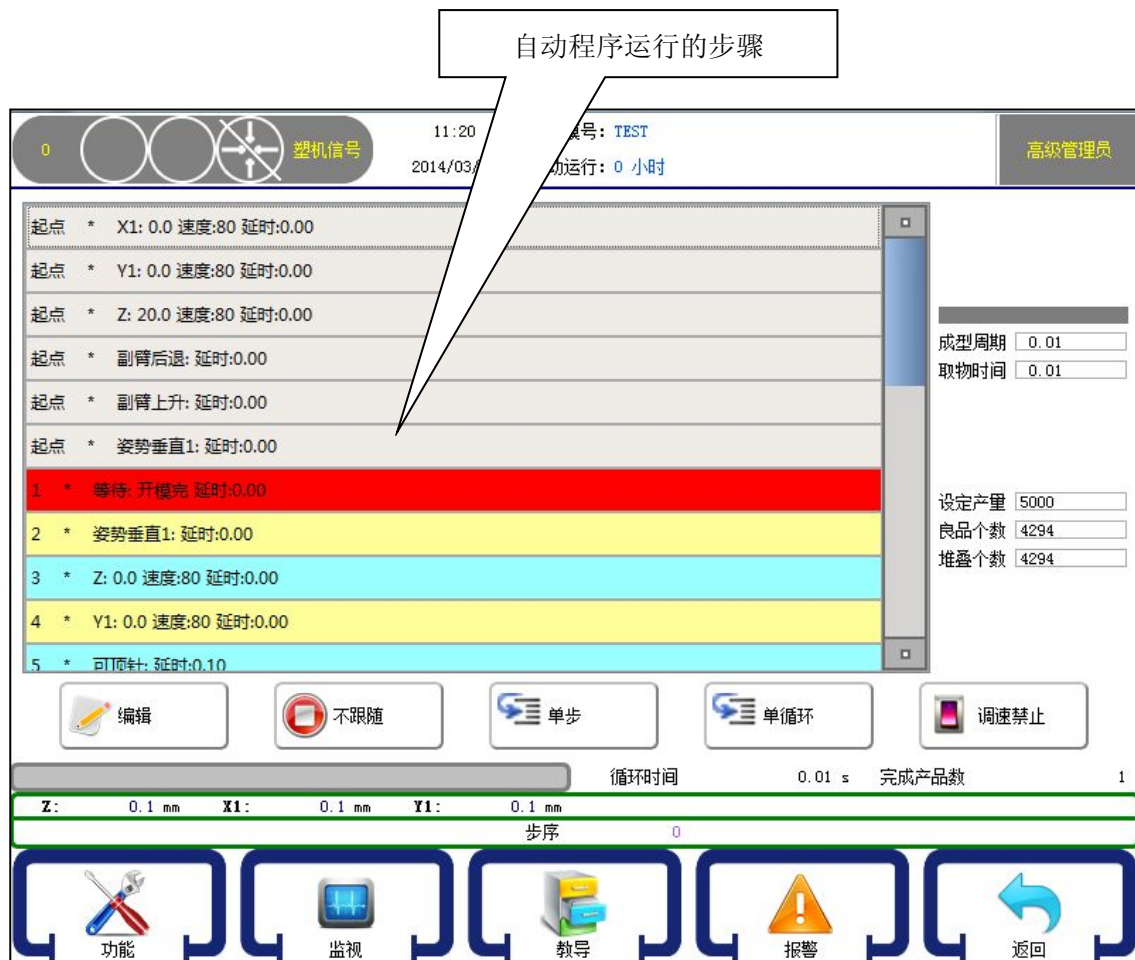 自动程序运行的步骤
0 塑机信号
11:20
号: TEST
高级管理员
2014/03/
动运行: 0 小时
起点 * X1: 0.0 速度:80 延时:0.00
起点 * Y1: 0.0 速度:80 延时:0.00
起点 * Z: 20.0 速度:80 延时:0.00
起点 * 副臂后退: 延时:0.00
起点 * 副臂上升: 延时:0.00
起点 * 姿势垂直1: 延时:0.00
1 * 等待: 开模完 延时:0.00
2 * 姿势垂直1: 延时:0.00
3 * Z: 0.0 速度:80 延时:0.00
4 * Y1: 0.0 速度:80 延时:0.00
5 * 可顶针: 延时:0.10
成型周期 0.01
取物时间 0.01
设定产量 5000
良品个数 4294
堆叠个数 4294
编辑 不跟随 单步 单循环 调速禁止
循环时间 0.01 s 完成产品数 1
Z: 0.1 mm X1: 0.1 mm Y1: 0.1 mm
步序 0
功能 监视 教导 报警 返回